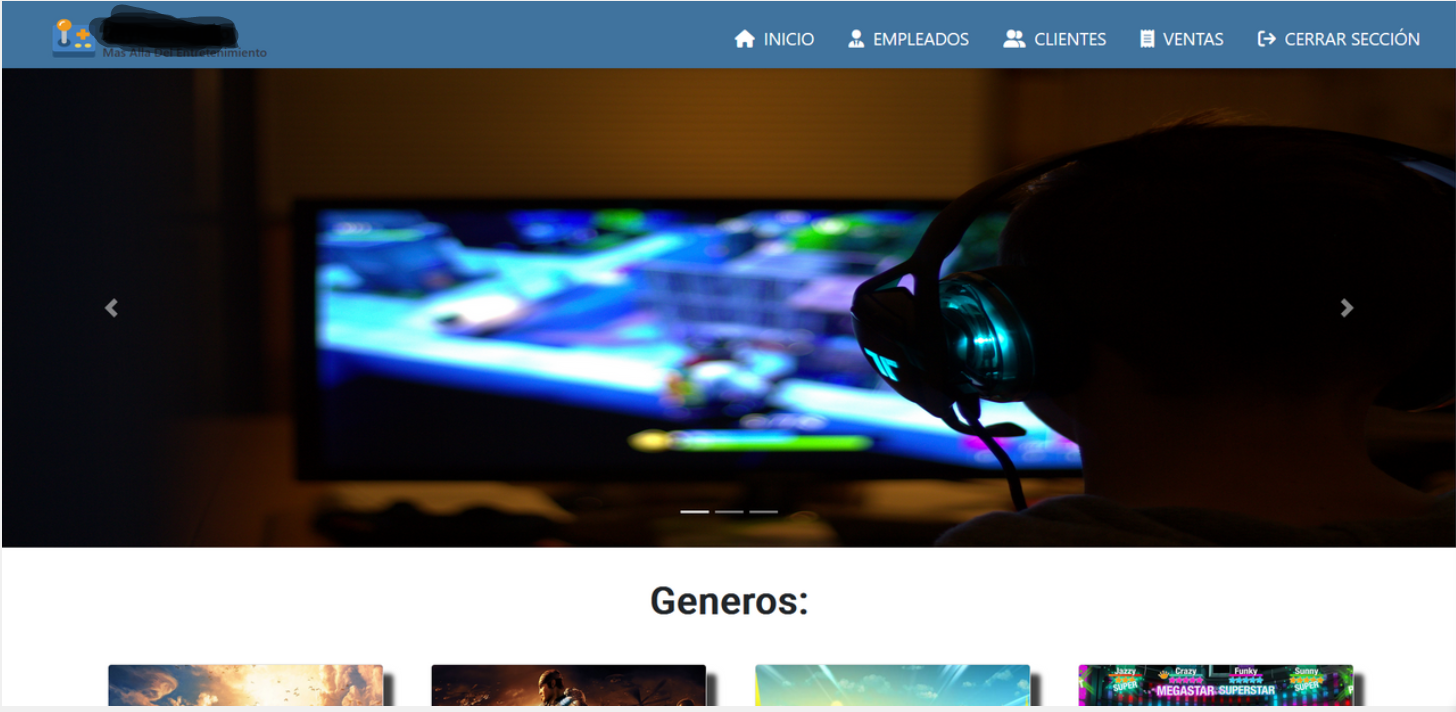 Mas Alla Del Entretenimiento
INICIO
EMPLEADOS
CLIENTES
VENTAS
CERRAR SECCIÓN
Generos:
Jazzy
Crazy
Funky
Sunny
SUPER
MEGASTAR
SUPERSTAR
SUPER